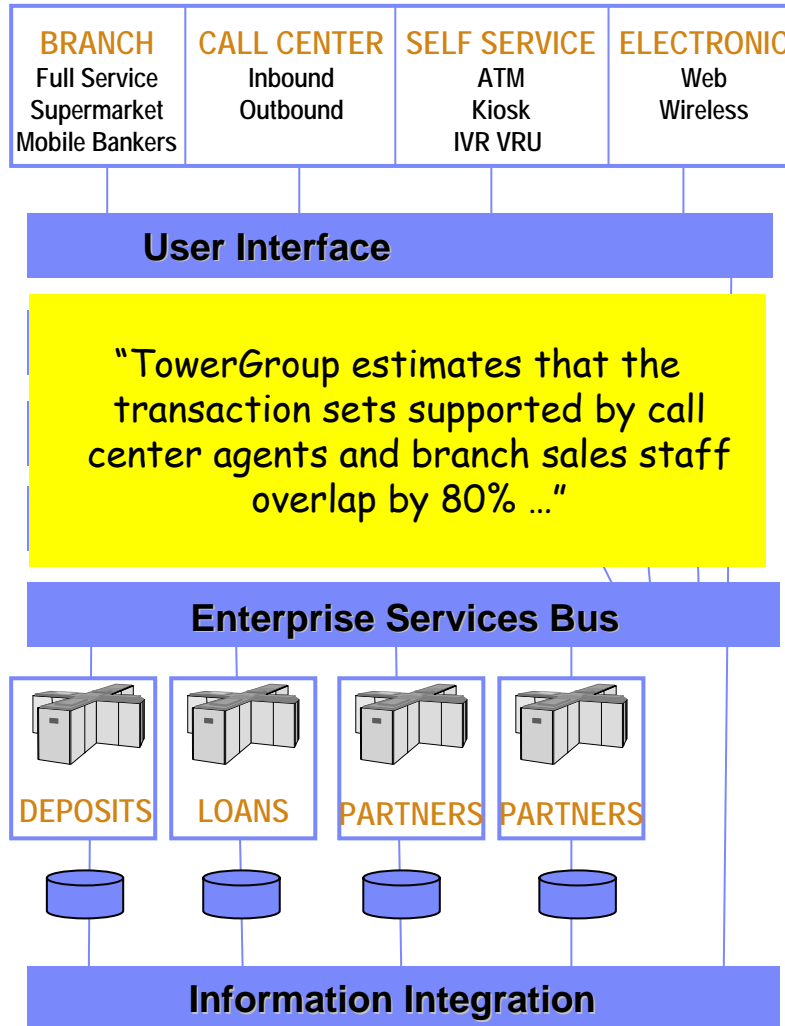 BRANCH
Full Service
Supermarket
Mobile Bankers
CALL CENTER
Inbound
Outbound
SELF SERVICE
ATM
Kiosk
IVR VRU
ELECTRONIC
Web
Wireless
User Interface
“TowerGroup estimates that the
transaction sets supported by call
center agents and branch sales staff
overlap by 80% …”
Enterprise Services Bus
DEPOSITS
LOANS
PARTNERS
PARTNERS
Information Integration